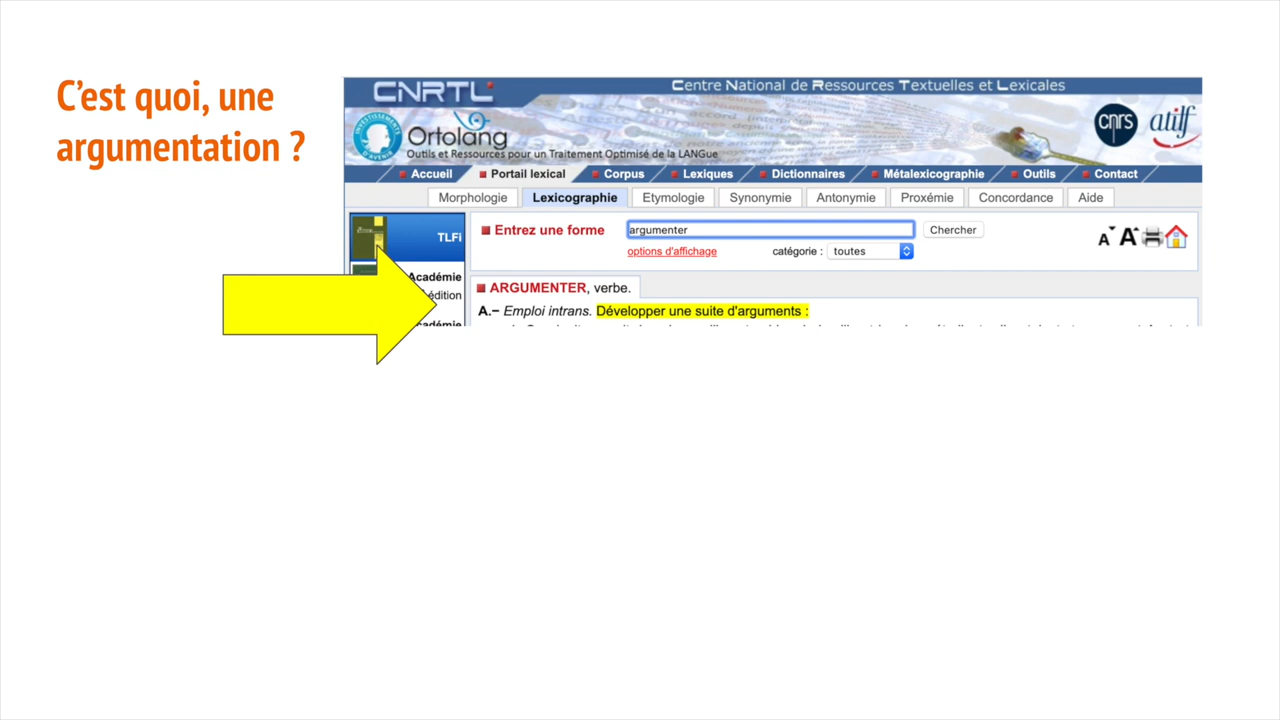 C'est quoi, une
argumentation ?
CNRTL
Centre National de Ressources Textuelles et Lexicales
INVESTISSEMENTS D'AVENIR
Ortolang
Outils et Ressources pour un Traitement Optimisé de la LANGue
cnrs
atilf
Accueil
Portail lexical
Corpus
Lexiques
Dictionnaires
Métalexicographie
Outils
Contact
Morphologie
Lexicographie
Etymologie
Synonymie
Antonymie
Proxémie
Concordance
Aide
TLFi
Académie
édition
Entrez une forme
argumenter
Chercher
options d'affichage
catégorie :
toutes
A A
ARGUMENTER, verbe.
A.− Emploi intrans. Développer une suite d'arguments :